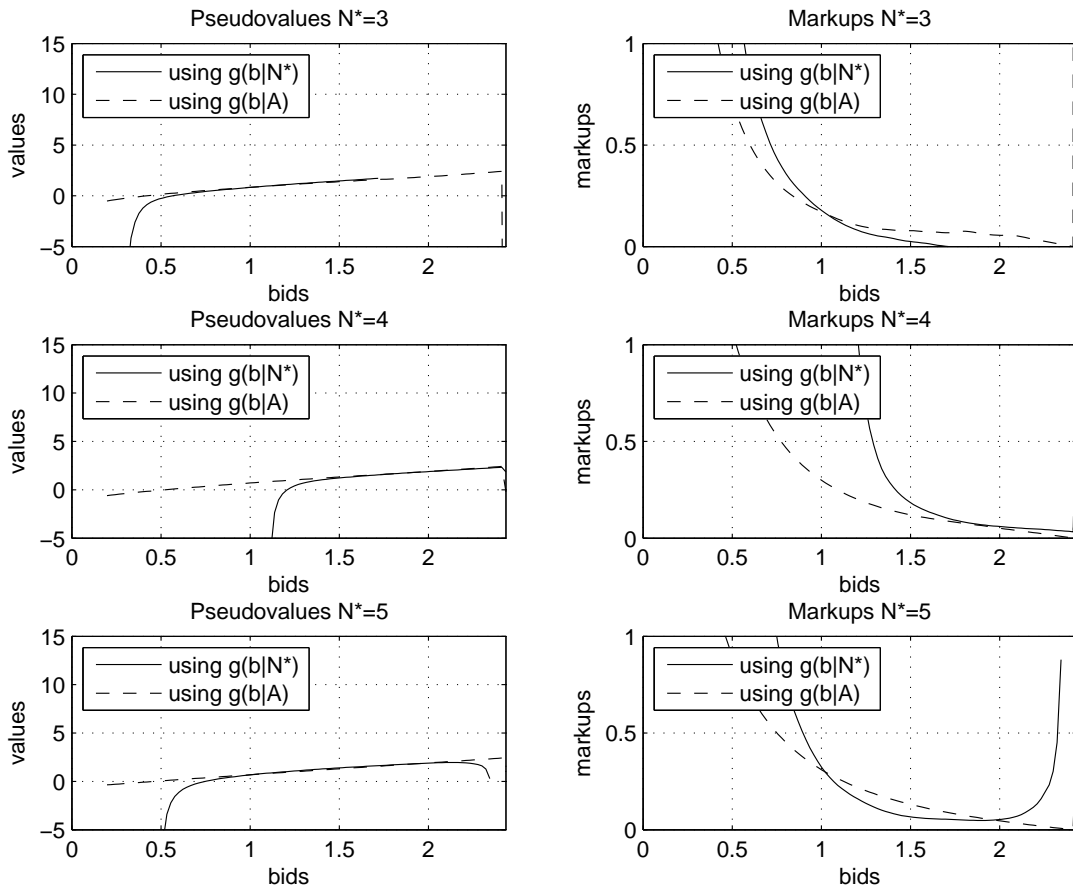 Pseudovalues N*=3
15
10
5
0
−5
values
using g(b|N*)
using g(b|A)
0 0.5 1 1.5 2
bids
Markups N*=3
1
0.5
0
markups
using g(b|N*)
using g(b|A)
0 0.5 1 1.5 2
bids
Pseudovalues N*=4
15
10
5
0
−5
values
using g(b|N*)
using g(b|A)
0 0.5 1 1.5 2
bids
Markups N*=4
1
0.5
0
markups
using g(b|N*)
using g(b|A)
0 0.5 1 1.5 2
bids
Pseudovalues N*=5
15
10
5
0
−5
values
using g(b|N*)
using g(b|A)
0 0.5 1 1.5 2
bids
Markups N*=5
1
0.5
0
markups
using g(b|N*)
using g(b|A)
0 0.5 1 1.5 2
bids